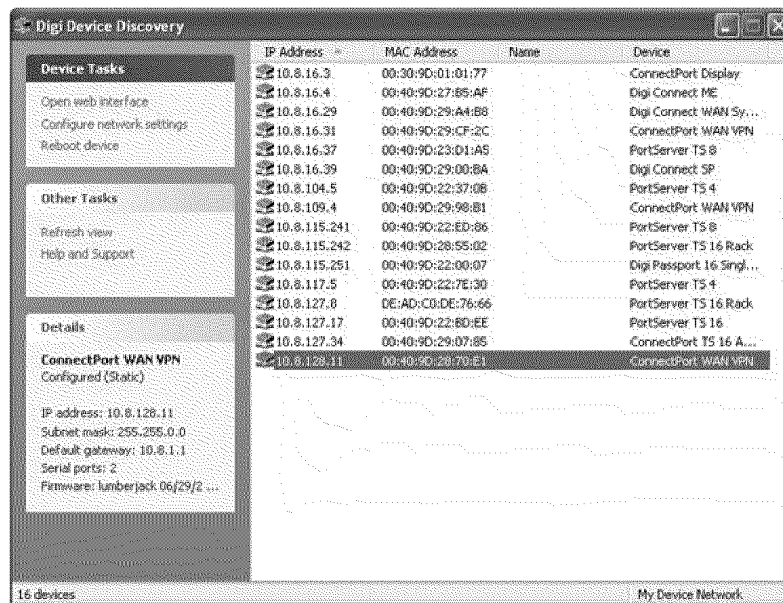 Digi Device Discovery
Device Tasks
Open web interface
Configure network settings
Reboot device
Other Tasks
Refresh view
Help and Support
Details
ConnectPort WAN VPN
Configured (Static)
IP address: 10.8.128.11
Subnet mask: 255.255.0.0
Default gateway: 10.8.1.1
Serial ports: 2
Firmware: lumberjack 06/29/2 ...
IP Address MAC Address Name Device
10.8.16.3 00:30:9D:01:01:77 ConnectPort Display
10.8.16.4 00:40:9D:27:B5:AF Digi Connect ME
10.8.16.29 00:40:9D:29:A4:B8 Digi Connect WAN Sy...
10.8.16.31 00:40:9D:29:CF:2C ConnectPort WAN VPN
10.8.16.37 00:40:9D:23:D1:A5 PortServer TS 8
10.8.16.39 00:40:9D:29:00:BA Digi Connect SP
10.8.104.5 00:40:9D:22:37:08 PortServer TS 4
10.8.109.4 00:40:9D:29:98:81 ConnectPort WAN VPN
10.8.115.241 00:40:9D:22:ED:86 PortServer TS 8
10.8.115.242 00:40:9D:28:55:02 PortServer TS 16 Rack
10.8.115.251 00:40:9D:22:00:07 Digi Passport 16 Singl...
10.8.117.5 00:40:9D:22:7E:30 PortServer TS 4
10.8.127.8 DE:AD:C0:DE:76:66 PortServer TS 16 Rack
10.8.127.17 00:40:9D:22:BD:EE PortServer TS 16
10.8.127.34 00:40:9D:29:07:85 ConnectPort TS 16 A...
10.8.128.11 00:40:9D:28:70:E1 ConnectPort WAN VPN
16 devices
My Device Network